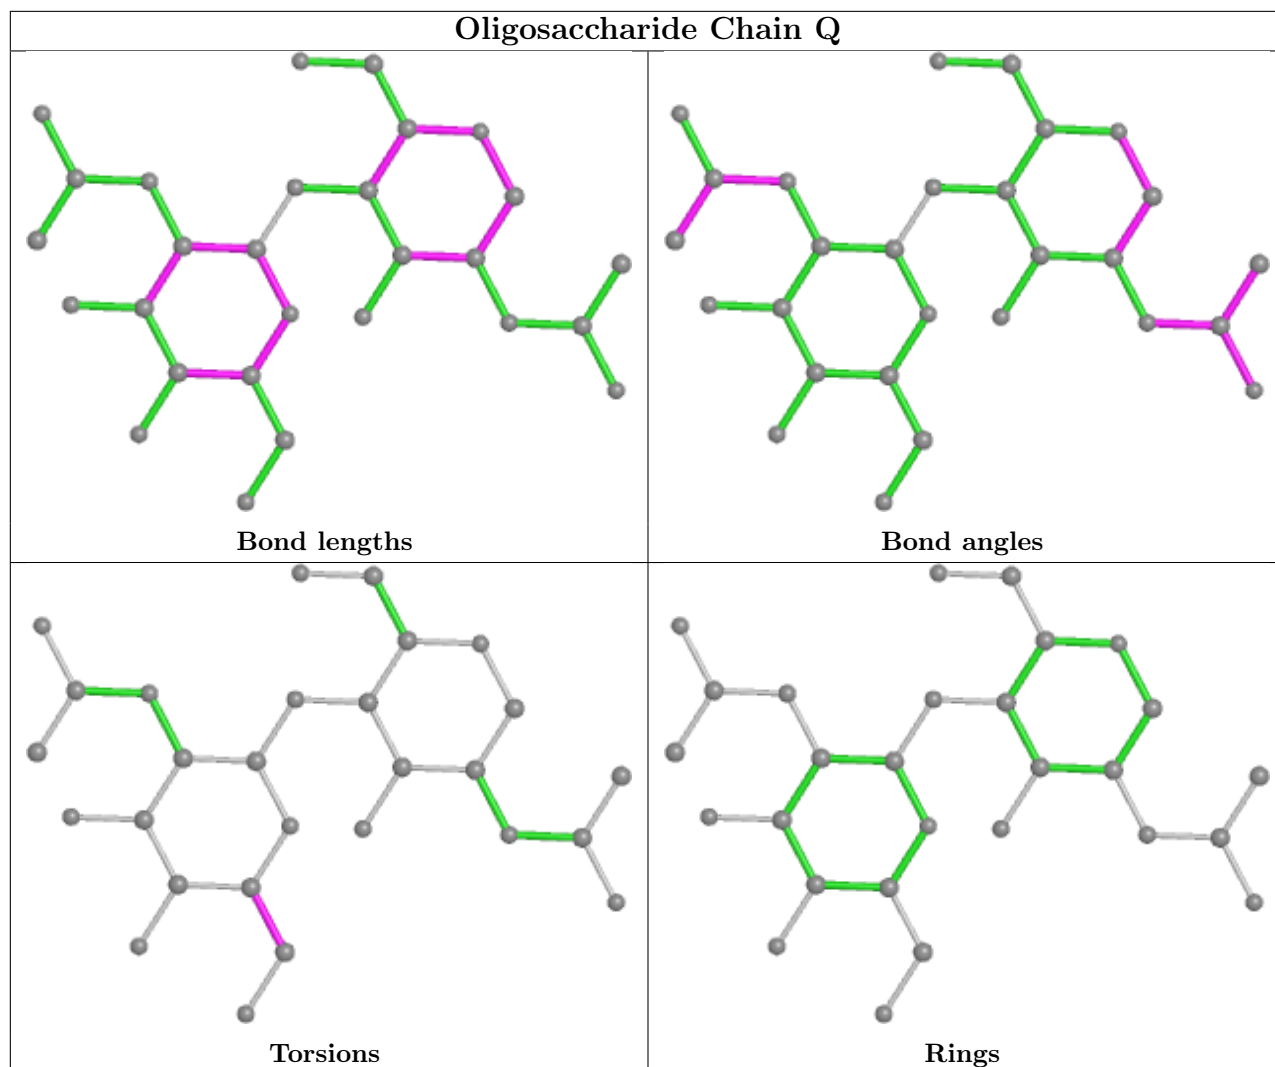 Oligosaccharide Chain Q
Bond lengths
Bond angles
Torsions
Rings